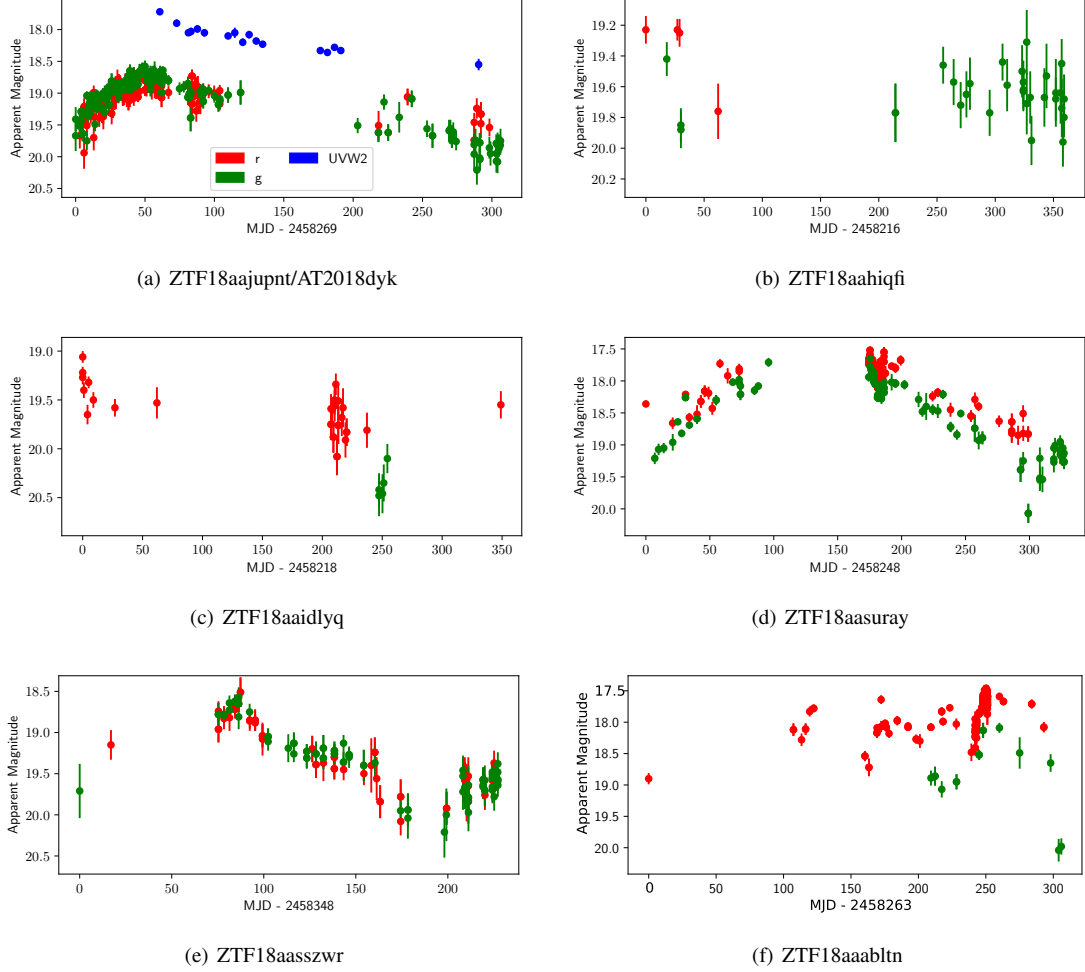 18.0
18.5
19.0
19.5
20.0
20.5
Apparent Magnitude
r
g
UVW2
0 50 100 150 200 250 300
MJD - 2458269
(a) ZTF18aajupnt/AT2018dyk
19.2
19.4
19.6
19.8
20.0
20.2
Apparent Magnitude
0 50 100 150 200 250 300 350
MJD - 2458216
(b) ZTF18aahiqfi
19.0
19.5
20.0
20.5
Apparent Magnitude
0 50 100 150 200 250 300 350
MJD - 2458218
(c) ZTF18aaidlyq
17.5
18.0
18.5
19.0
19.5
20.0
Apparent Magnitude
0 50 100 150 200 250 300
MJD - 2458248
(d) ZTF18aasuray
18.5
19.0
19.5
20.0
20.5
Apparent Magnitude
0 50 100 150 200
MJD - 2458348
(e) ZTF18aasszwr
17.5
18.0
18.5
19.0
19.5
20.0
Apparent Magnitude
0 50 100 150 200 250 300
MJD - 2458263
(f) ZTF18aaabltn